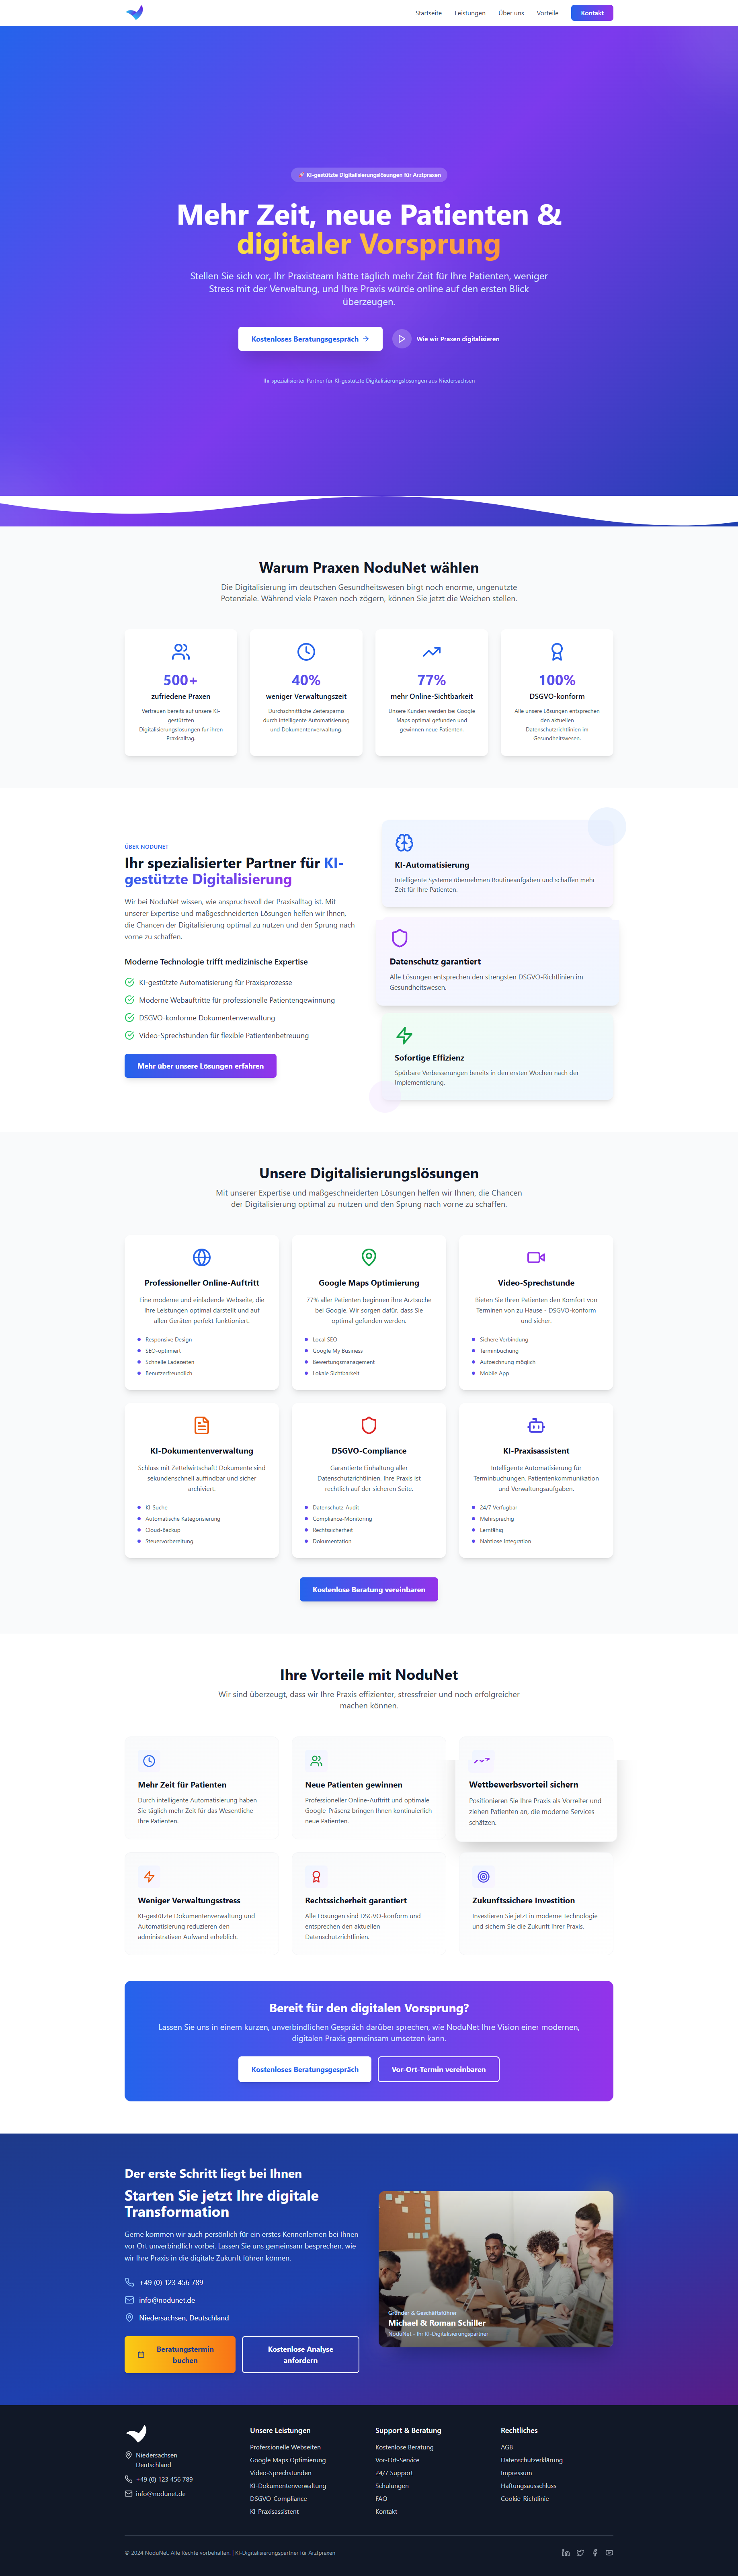 Startseite
Leistungen
Über uns
Vorteile
Kontakt
KI-gestützte Digitalisierungslösungen für Arztpraxen
Mehr Zeit, neue Patienten &
digitaler Vorsprung
Stellen Sie sich vor, Ihr Praxisteam hätte täglich mehr Zeit für Ihre Patienten, weniger
Stress mit der Verwaltung, und Ihre Praxis würde online auf den ersten Blick
überzeugen.
Kostenloses Beratungsgespräch
Wie wir Praxen digitalisieren
Ihr spezialisierter Partner für KI-gestützte Digitalisierungslösungen aus Niedersachsen
Warum Praxen NoduNet wählen
Die Digitalisierung im deutschen Gesundheitswesen birgt noch enorme, ungenutzte
Potenziale. Während viele Praxen noch zögern, können Sie jetzt die Weichen stellen.
500+
zufriedene Praxen
Vertrauen bereits auf unsere KI-
gestützten
Digitalisierungslösungen für ihren
Praxisalltag.
40%
weniger Verwaltungszeit
Durchschnittliche Zeitersparnis
durch intelligente Automatisierung
und Dokumentenverwaltung.
77%
mehr Online-Sichtbarkeit
Unsere Kunden werden bei Google
Maps optimal gefunden und
gewinnen neue Patienten.
100%
DSGVO-konform
Alle unsere Lösungen entsprechen
den aktuellen
Datenschutzrichtlinien im
Gesundheitswesen.
ÜBER NODUNET
Ihr spezialisierter Partner für KI-
gestützte Digitalisierung
Wir bei NoduNet wissen, wie anspruchsvoll der Praxisalltag ist. Mit
unserer Expertise und maßgeschneiderten Lösungen helfen wir Ihnen,
die Chancen der Digitalisierung optimal zu nutzen und den Sprung nach
vorne zu schaffen.
Moderne Technologie trifft medizinische Expertise
KI-gestützte Automatisierung für Praxisprozesse
Moderne Webauftritte für professionelle Patientengewinnung
DSGVO-konforme Dokumentenverwaltung
Video-Sprechstunden für flexible Patientenbetreuung
Mehr über unsere Lösungen erfahren
KI-Automatisierung
Intelligente Systeme übernehmen Routineaufgaben und schaffen mehr
Zeit für Ihre Patienten.
Datenschutz garantiert
Alle Lösungen entsprechen den strengsten DSGVO-Richtlinien im
Gesundheitswesen.
Sofortige Effizienz
Spürbare Verbesserungen bereits in den ersten Wochen nach der
Implementierung.
Unsere Digitalisierungslösungen
Mit unserer Expertise und maßgeschneiderten Lösungen helfen wir Ihnen, die Chancen
der Digitalisierung optimal zu nutzen und den Sprung nach vorne zu schaffen.
Professioneller Online-Auftritt
Eine moderne und einladende Webseite, die
Ihre Leistungen optimal darstellt und auf
allen Geräten perfekt funktioniert.
Responsive Design
SEO-optimiert
Schnelle Ladezeiten
Benutzerfreundlich
Google Maps Optimierung
77% aller Patienten beginnen ihre Arztsuche
bei Google. Wir sorgen dafür, dass Sie
optimal gefunden werden.
Local SEO
Google My Business
Bewertungsmanagement
Lokale Sichtbarkeit
Video-Sprechstunde
Bieten Sie Ihren Patienten den Komfort von
Terminen von zu Hause - DSGVO-konform
und sicher.
Sichere Verbindung
Terminbuchung
Aufzeichnung möglich
Mobile App
KI-Dokumentenverwaltung
Schluss mit Zettelwirtschaft! Dokumente sind
sekundenschnell auffindbar und sicher
archiviert.
KI-Suche
Automatische Kategorisierung
Cloud-Backup
Steuervorbereitung
DSGVO-Compliance
Garantierte Einhaltung aller
Datenschutzrichtlinien. Ihre Praxis ist
rechtlich auf der sicheren Seite.
Datenschutz-Audit
Compliance-Monitoring
Rechtssicherheit
Dokumentation
KI-Praxisassistent
Intelligente Automatisierung für
Terminbuchungen, Patientenkommunikation
und Verwaltungsaufgaben.
24/7 Verfügbar
Mehrsprachig
Lernfähig
Nahtlose Integration
Kostenlose Beratung vereinbaren
Ihre Vorteile mit NoduNet
Wir sind überzeugt, dass wir Ihre Praxis effizienter, stressfreier und noch erfolgreicher
machen können.
Mehr Zeit für Patienten
Durch intelligente Automatisierung haben
Sie täglich mehr Zeit für das Wesentliche -
Ihre Patienten.
Neue Patienten gewinnen
Professioneller Online-Auftritt und optimale
Google-Präsenz bringen Ihnen kontinuierlich
neue Patienten.
Wettbewerbsvorteil sichern
Positionieren Sie Ihre Praxis als Vorreiter und
ziehen Patienten an, die moderne Services
schätzen.
Weniger Verwaltungsstress
KI-gestützte Dokumentenverwaltung und
Automatisierung reduzieren den
administrativen Aufwand erheblich.
Rechtssicherheit garantiert
Alle Lösungen sind DSGVO-konform und
entsprechen den aktuellen
Datenschutzrichtlinien.
Zukunftssichere Investition
Investieren Sie jetzt in moderne Technologie
und sichern Sie die Zukunft Ihrer Praxis.
Bereit für den digitalen Vorsprung?
Lassen Sie uns in einem kurzen, unverbindlichen Gespräch darüber sprechen, wie NoduNet Ihre Vision einer modernen,
digitalen Praxis gemeinsam umsetzen kann.
Kostenloses Beratungsgespräch
Vor-Ort-Termin vereinbaren
Der erste Schritt liegt bei Ihnen
Starten Sie jetzt Ihre digitale
Transformation
Gerne kommen wir auch persönlich für ein erstes Kennenlernen bei Ihnen
vor Ort unverbindlich vorbei. Lassen Sie uns gemeinsam besprechen, wie
wir Ihre Praxis in die digitale Zukunft führen können.
+49 (0) 123 456 789
info@nodunet.de
Niedersachsen, Deutschland
Beratungstermin
buchen
Kostenlose Analyse
anfordern
Gründer & Geschäftsführer
Michael & Roman Schiller
NoduNet - Ihr KI-Digitalisierungspartner
Niedersachsen
Deutschland
+49 (0) 123 456 789
info@nodunet.de
Unsere Leistungen
Professionelle Webseiten
Google Maps Optimierung
Video-Sprechstunden
KI-Dokumentenverwaltung
DSGVO-Compliance
KI-Praxisassistent
Support & Beratung
Kostenlose Beratung
Vor-Ort-Service
24/7 Support
Schulungen
FAQ
Kontakt
Rechtliches
AGB
Datenschutzerklärung
Impressum
Haftungsausschluss
Cookie-Richtlinie
© 2024 NoduNet. Alle Rechte vorbehalten. | KI-Digitalisierungspartner für Arztpraxen